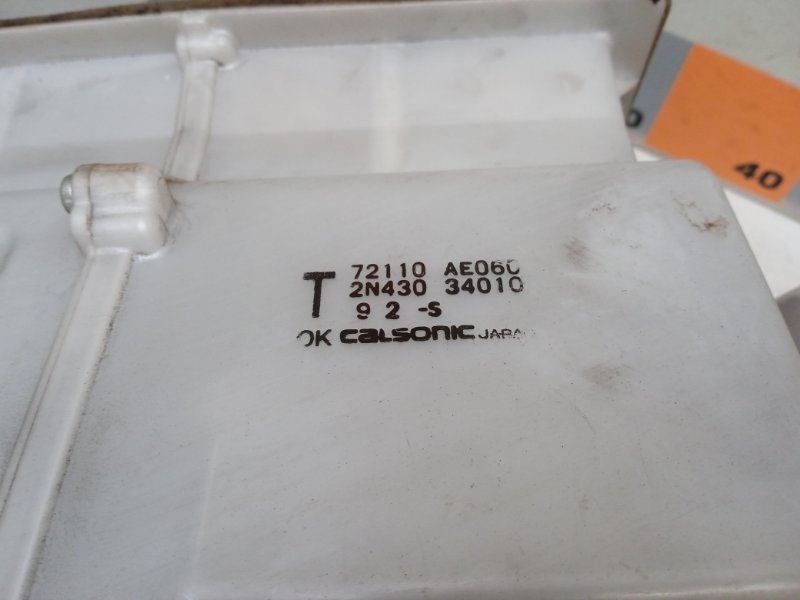 T
72110 AE060
2N430 34010
9 2 -S
OK calsonic JAPAN
40